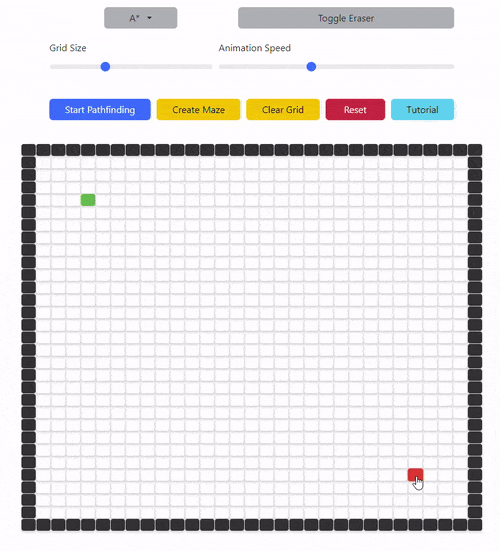 A*
Toggle Eraser
Grid Size
Animation Speed
Start Pathfinding
Create Maze
Clear Grid
Reset
Tutorial